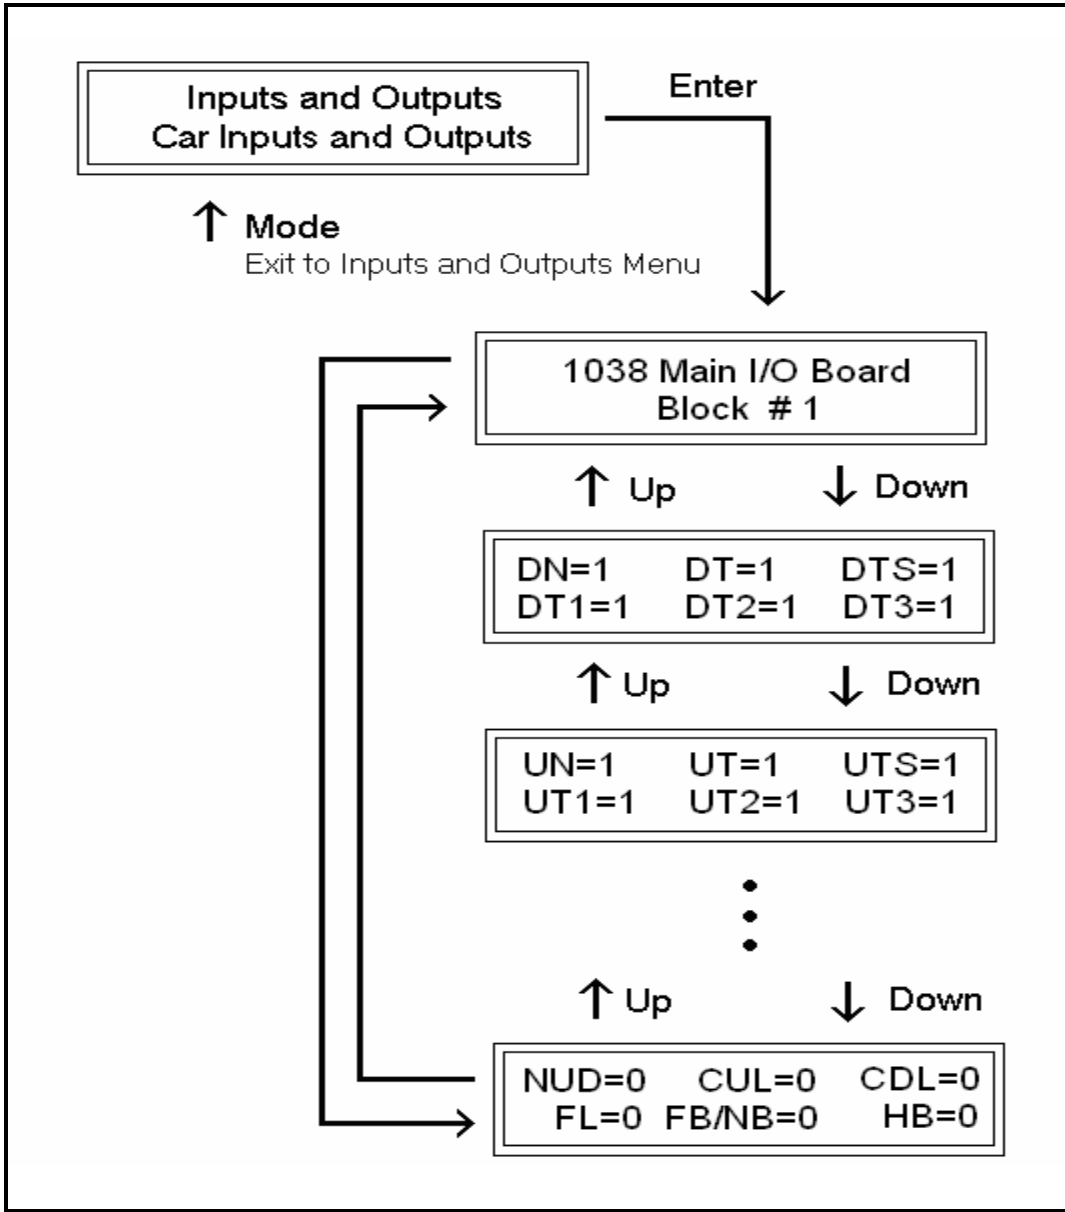 Inputs and Outputs
Car Inputs and Outputs
Enter
Mode
Exit to Inputs and Outputs Menu
1038 Main I/O Board
Block # 1
Up Down
DN=1 DT=1 DTS=1
DT1=1 DT2=1 DT3=1
Up Down
UN=1 UT=1 UTS=1
UT1=1 UT2=1 UT3=1
Up Down
NUD=0 CUL=0 CDL=0
FL=0 FB/NB=0 HB=0